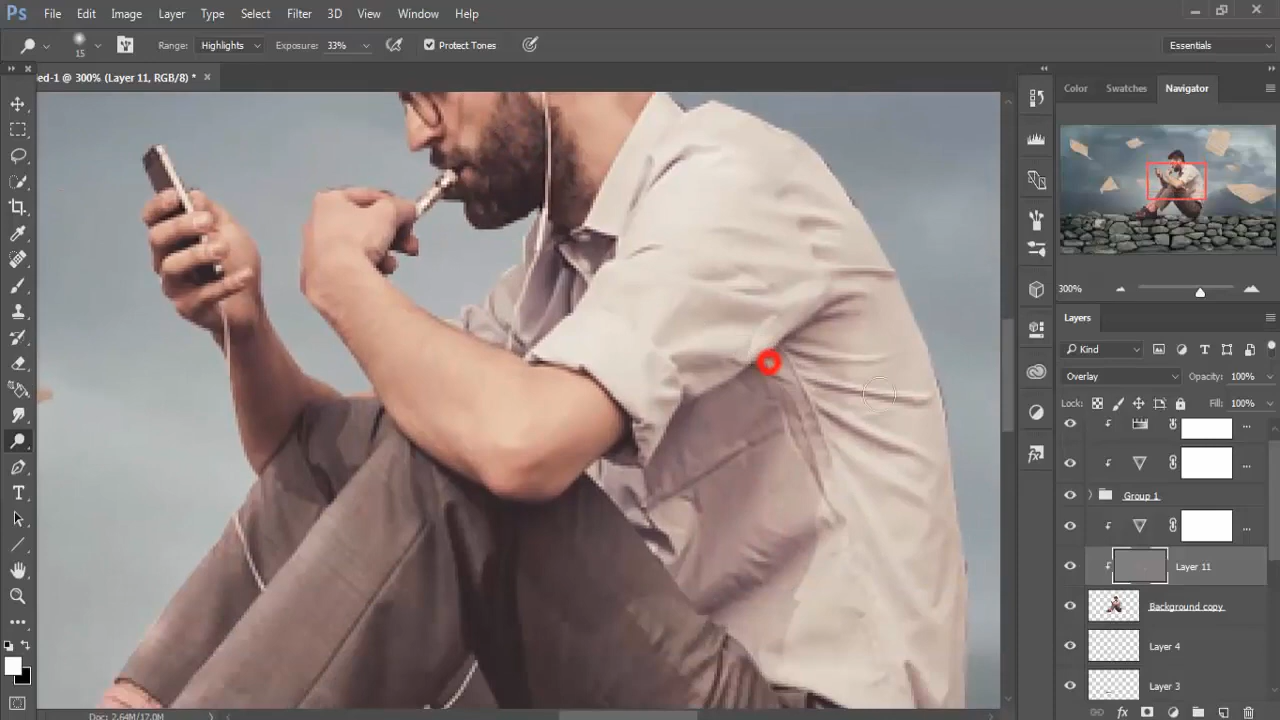 Ps File Edit Image Layer Type Select Filter 3D View Window Help
15 Range: Highlights Exposure: 33% Protect Tones Essentials
ed-1 @ 300% (Layer 11, RGB/8) * ×
Color Swatches Navigator
300%
Layers
Kind
Overlay Opacity: 100%
Lock: Fill: 100%
Group 1
Layer 11
Background copy
Layer 4
Layer 3
Doc: 2.64M/17.0M